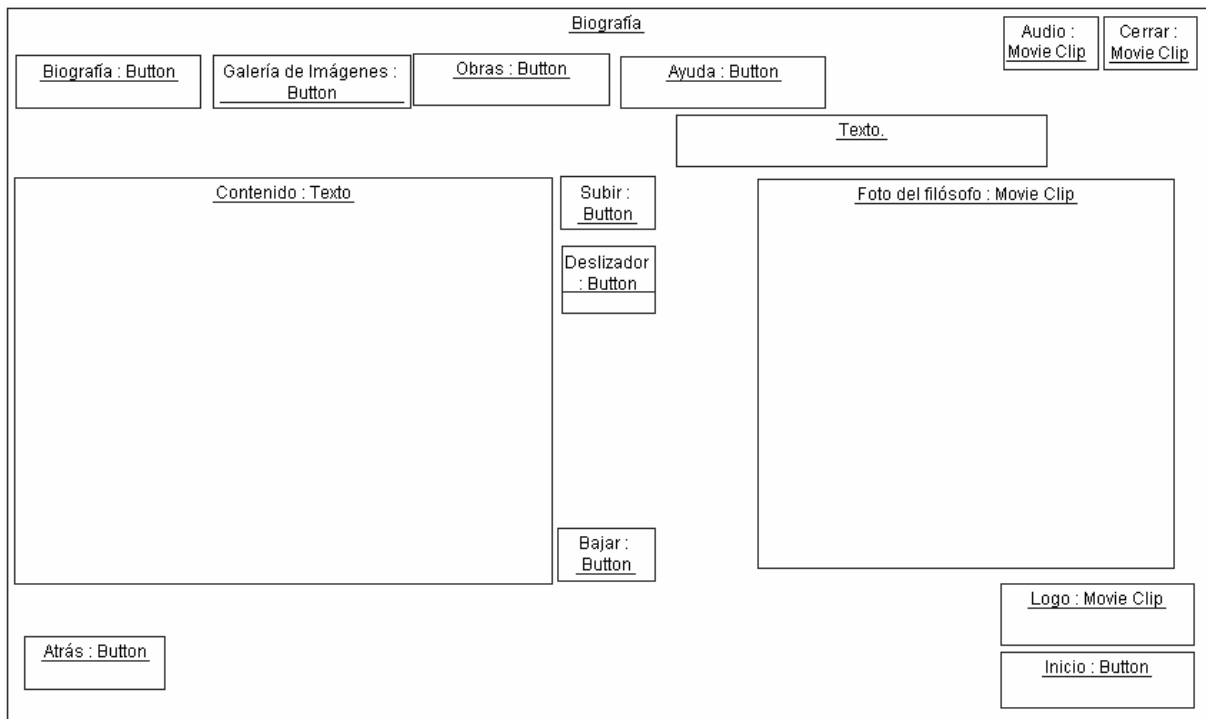 Biografía
Audio :
Movie Clip
Cerrar :
Movie Clip
Biografía : Button
Galería de Imágenes :
Button
Obras : Button
Ayuda : Button
Texto.
Contenido : Texto
Subir :
Button
Deslizador
: Button
Foto del filósofo : Movie Clip
Bajar :
Button
Logo : Movie Clip
Atrás : Button
Inicio : Button